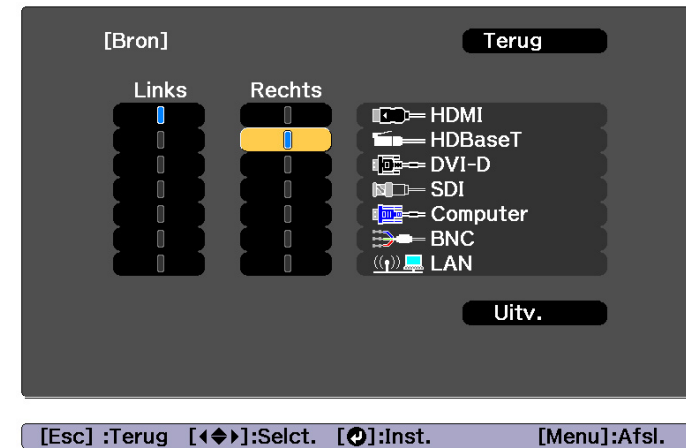 [Bron] Terug
Links Rechts
HDMI
HDBaseT
DVI-D
SDI
Computer
BNC
LAN
Uitv.
[Esc] :Terug [◀◆▶]:Selct. [↵]:Inst. [Menu]:Afsl.